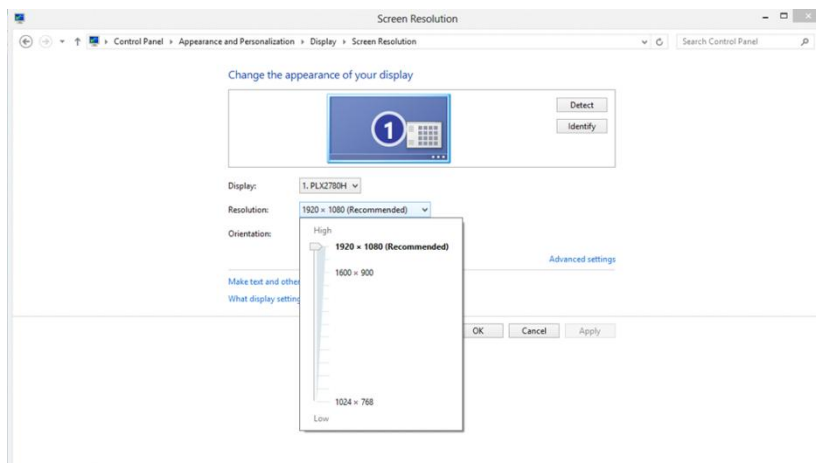 Screen Resolution
Control Panel ▸ Appearance and Personalization ▸ Display ▸ Screen Resolution
Search Control Panel
Change the appearance of your display
1
Detect
Identify
Display: 1. PLX2780H
Resolution: 1920 × 1080 (Recommended)
Orientation:
High
1920 × 1080 (Recommended)
1600 × 900
Advanced settings
Make text and other
What display setting
OK Cancel Apply
1024 × 768
Low